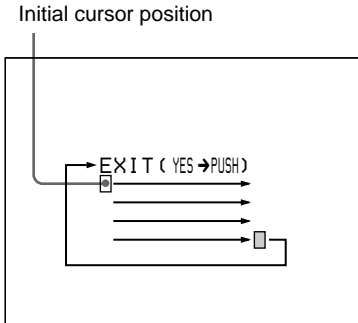 Initial cursor position
EXIT ( YES ➔PUSH )